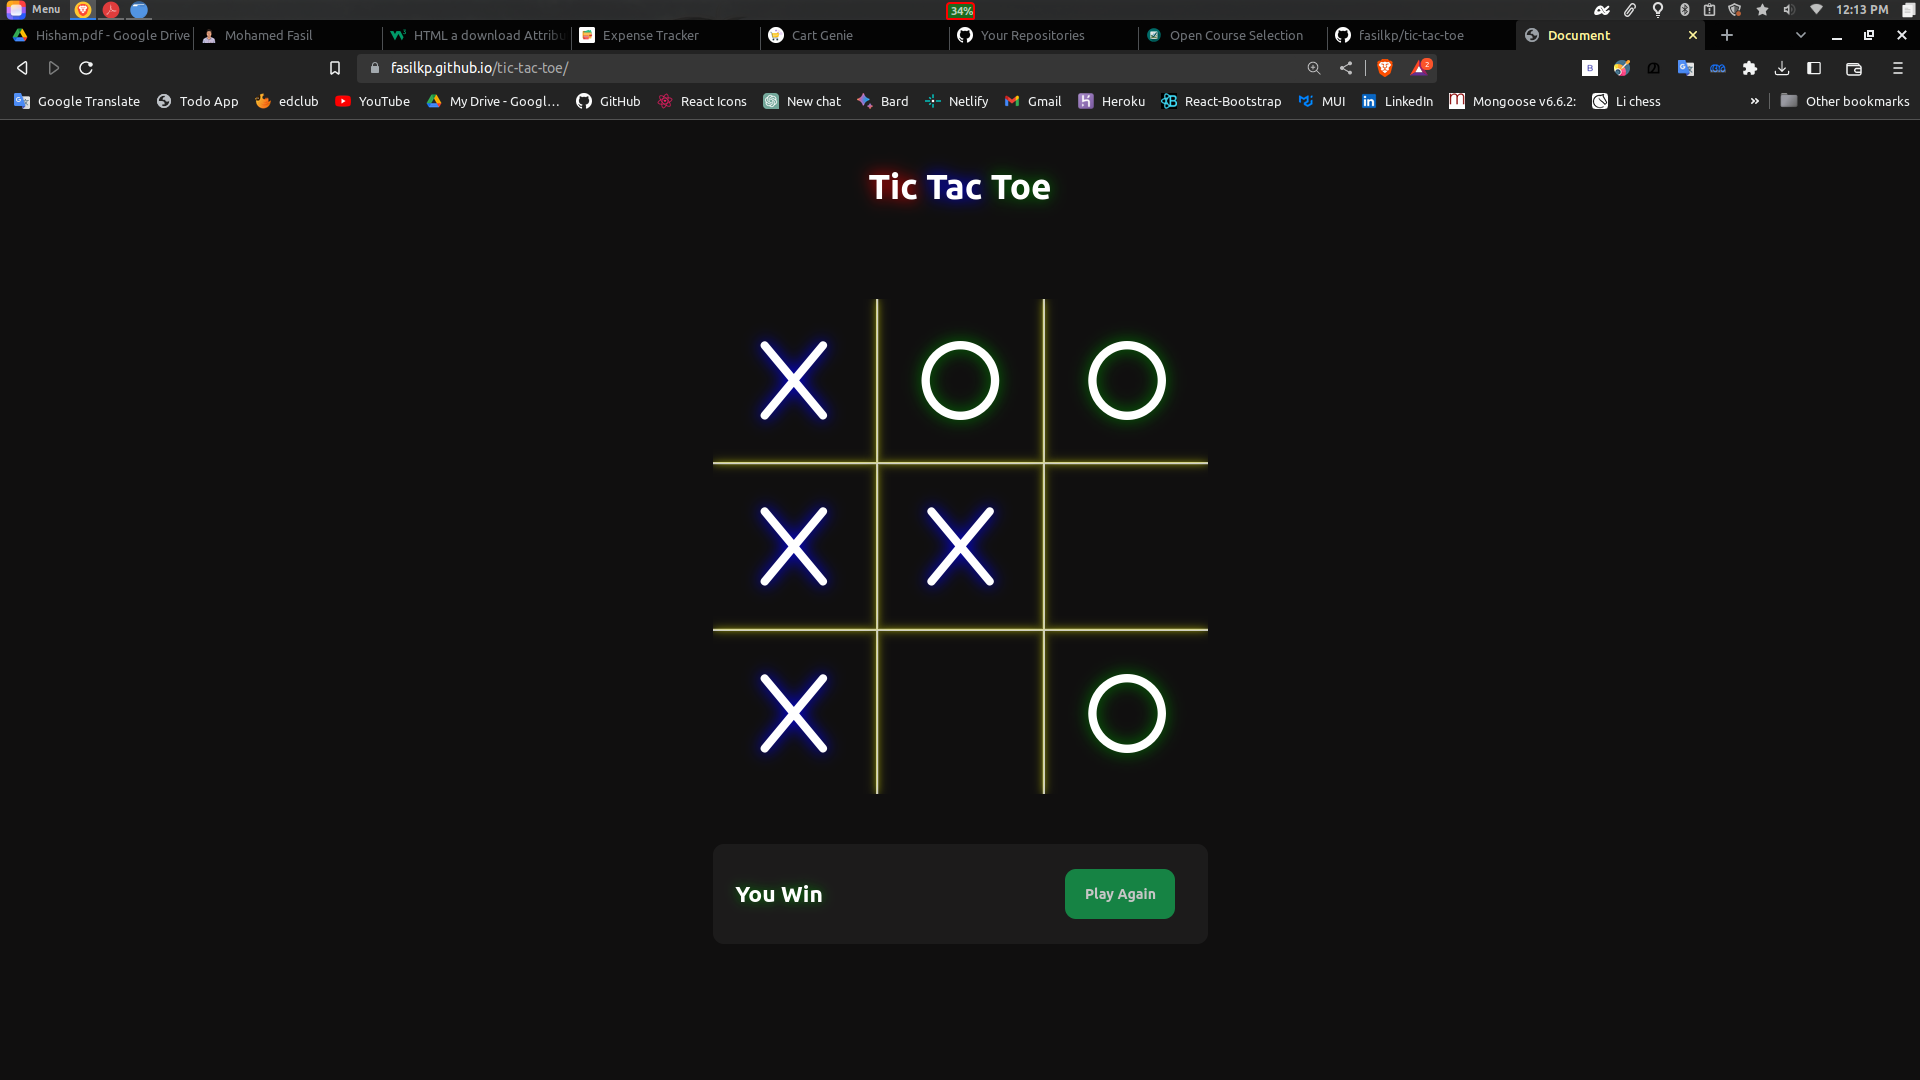 Menu 34% 12:13 PM
Hisham.pdf - Google Drive Mohamed Fasil HTML a download Attribu Expense Tracker Cart Genie Your Repositories Open Course Selection fasilkp/tic-tac-toe Document
fasilkp.github.io/tic-tac-toe/ 2
Google Translate Todo App edclub YouTube My Drive - Googl... GitHub React Icons New chat Bard Netlify Gmail Heroku React-Bootstrap MUI LinkedIn Mongoose v6.6.2: Li chess » Other bookmarks
Tic Tac Toe
X O O
X X
X O
You Win Play Again